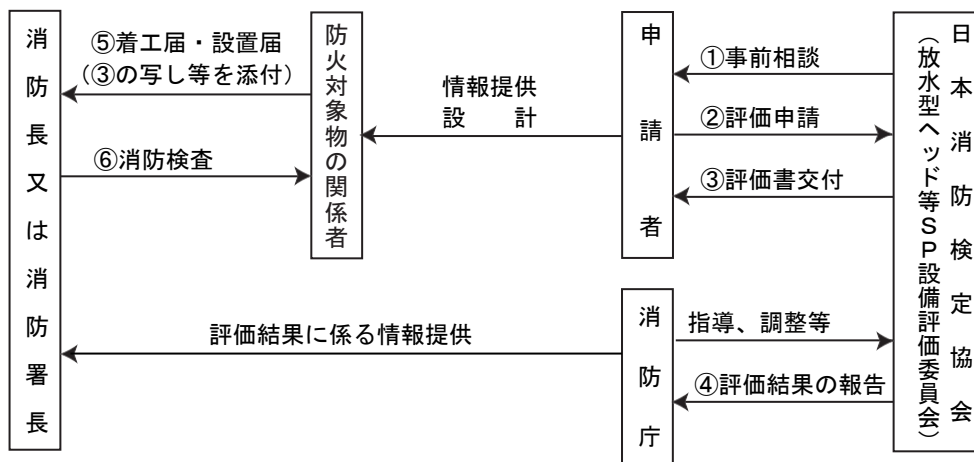 消防長又は消防署長
⑤着工届・設置届
（③の写し等を添付）
⑥消防検査
防火対象物の関係者
情報提供
設　　計
申請者
①事前相談
②評価申請
③評価書交付
日本消防検定協会
（放水型ヘッド等ＳＰ設備評価委員会）
評価結果に係る情報提供
消防庁
指導、調整等
④評価結果の報告